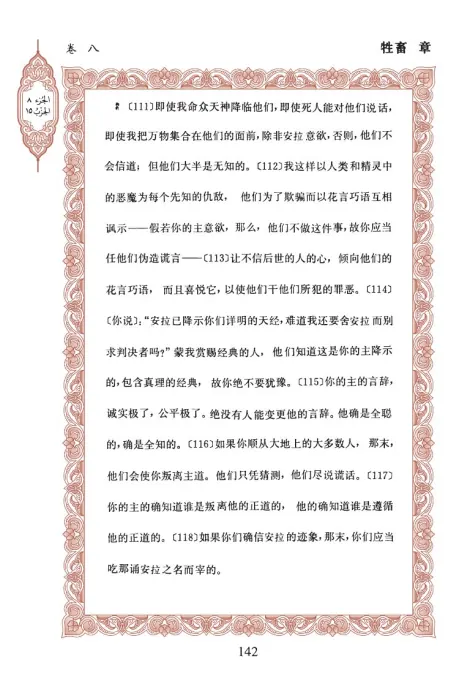 卷 八
牲畜 章
الجزء ٨
الحزب ١٥
〔111〕即使我命众天神降临他们，即使死人能对他们说话，
即使我把万物集合在他们的面前，除非安拉意欲，否则，他们不
会信道；但他们大半是无知的。〔112〕我这样以人类和精灵中
的恶魔为每个先知的仇敌， 他们为了欺骗而以花言巧语互相
讽示——假若你的主意欲，那么，他们不做这件事，故你应当
任他们伪造谎言——〔113〕让不信后世的人的心，倾向他们的
花言巧语， 而且喜悦它，以使他们干他们所犯的罪恶。〔114〕
〔你说〕：“安拉已降示你们详明的天经，难道我还要舍安拉而别
求判决者吗？”蒙我赏赐经典的人，他们知道这是你的主降示
的，包含真理的经典， 故你绝不要犹豫。〔115〕你的主的言辞，
诚实极了，公平极了。绝没有人能变更他的言辞。他确是全聪
的，确是全知的。〔116〕如果你顺从大地上的大多数人， 那末，
他们会使你叛离主道。他们只凭猜测，他们尽说谎话。〔117〕
你的主的确知道谁是叛离他的正道的， 他的确知道谁是遵循
他的正道的。〔118〕如果你们确信安拉的迹象，那末，你们应当
吃那诵安拉之名而宰的。
142